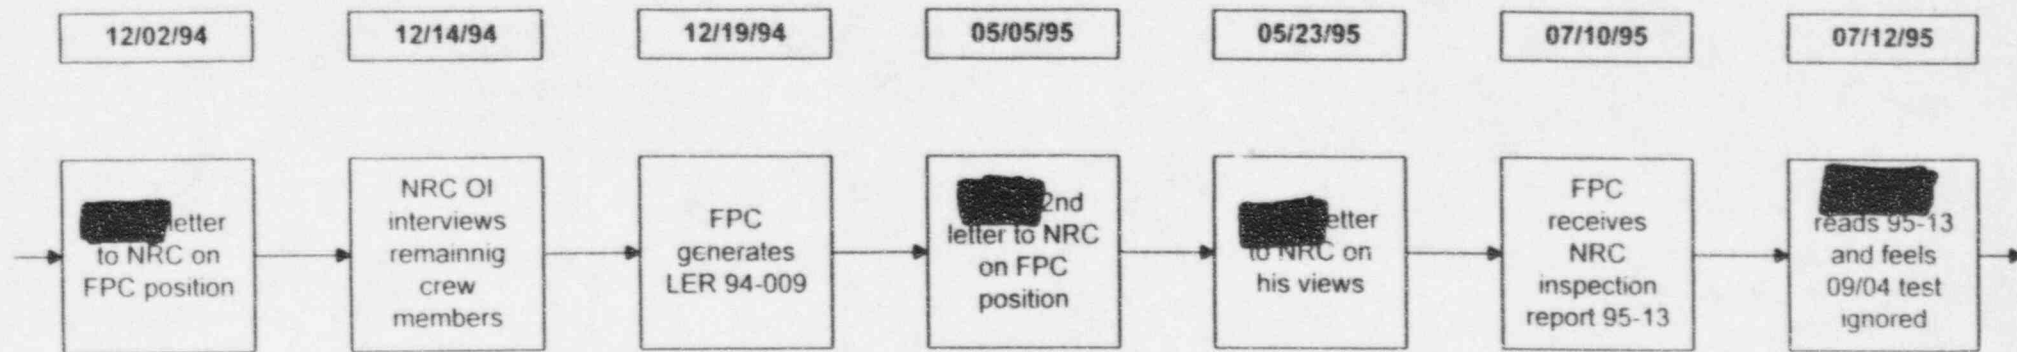 12/02/94
12/14/94
12/19/94
05/05/95
05/23/95
07/10/95
07/12/95
letter
to NRC on
FPC position
NRC OI
interviews
remainnig
crew
members
FPC
generates
LER 94-009
2nd
letter to NRC
on FPC
position
etter
to NRC on
his views
FPC
receives
NRC
inspection
report 95-13
reads 95-13
and feels
09/04 test
ignored